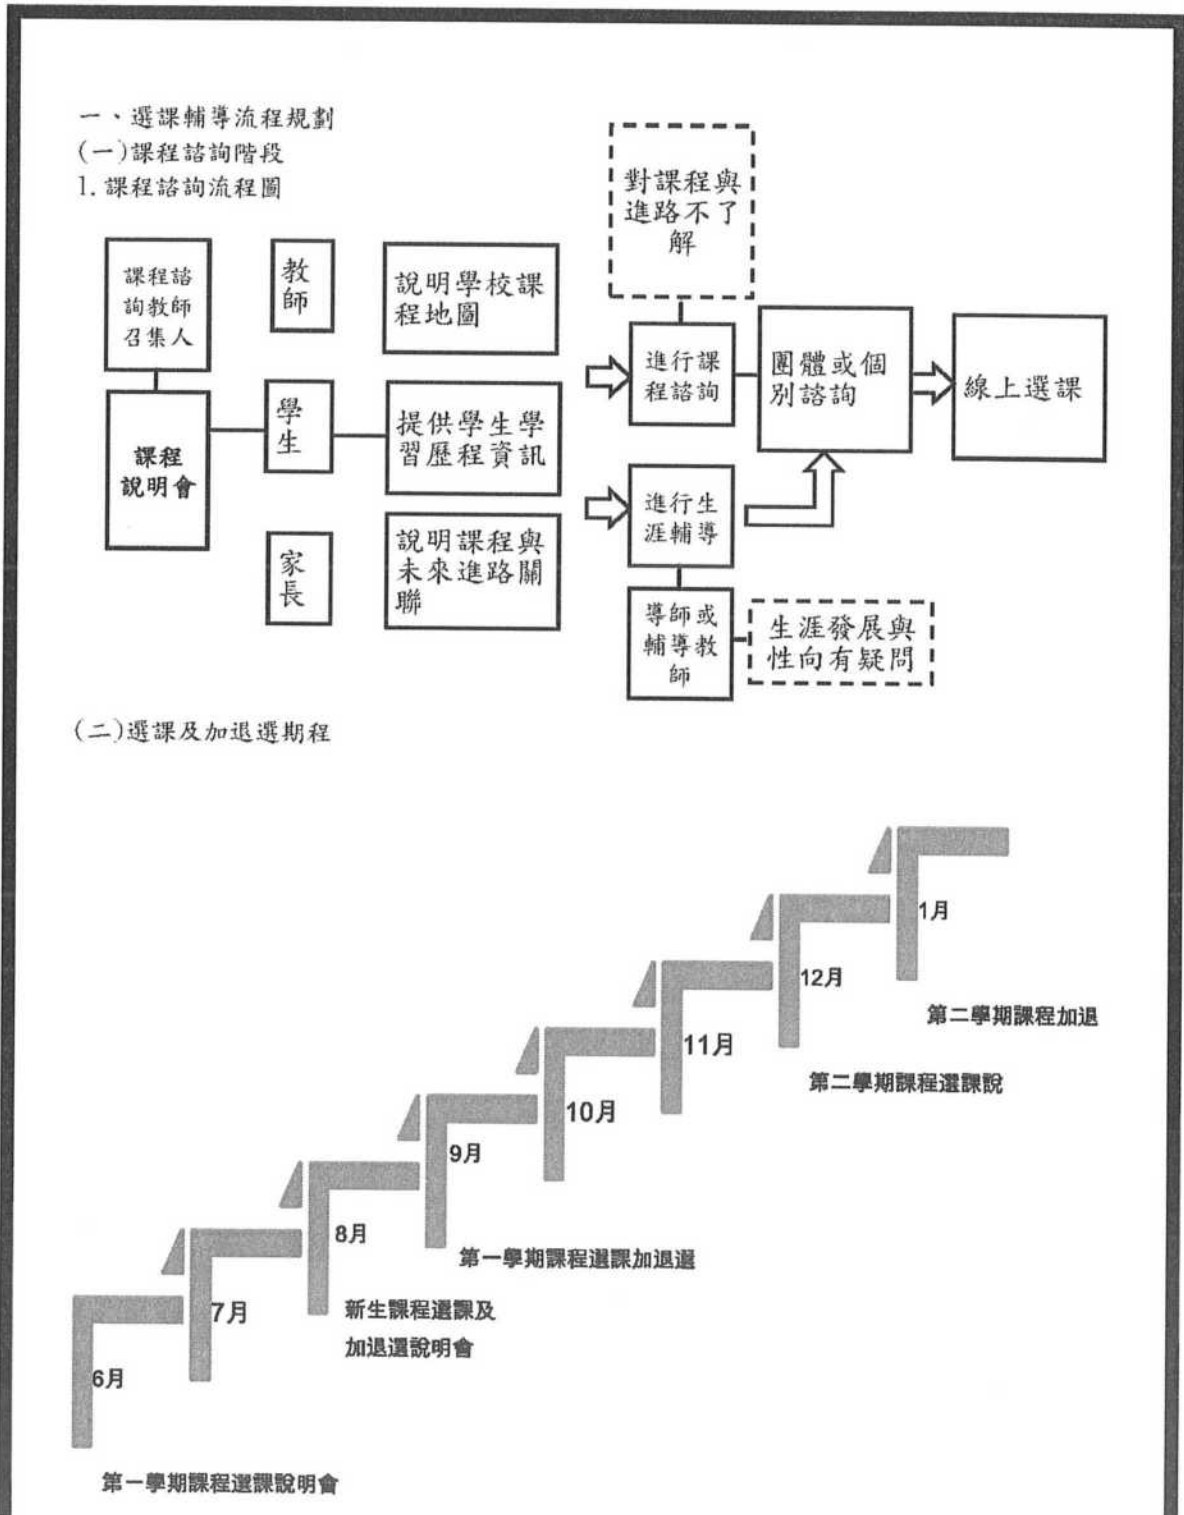 一、選課輔導流程規劃
(一)課程諮詢階段
1. 課程諮詢流程圖
對課程與
進路不了
解
課程諮
詢教師
召集人
教
師
說明學校課
程地圖
進行課
程諮詢
團體或個
別諮詢
線上選課
課程
說明會
學
生
提供學生學
習歷程資訊
進行生
涯輔導
家
長
說明課程與
未來進路關
聯
導師或
輔導教
師
生涯發展與
性向有疑問
(二)選課及加退選期程
1月
第二學期課程加退
12月
第二學期課程選課說
11月
10月
9月
第一學期課程選課加退選
8月
新生課程選課及
加退選說明會
7月
6月
第一學期課程選課說明會